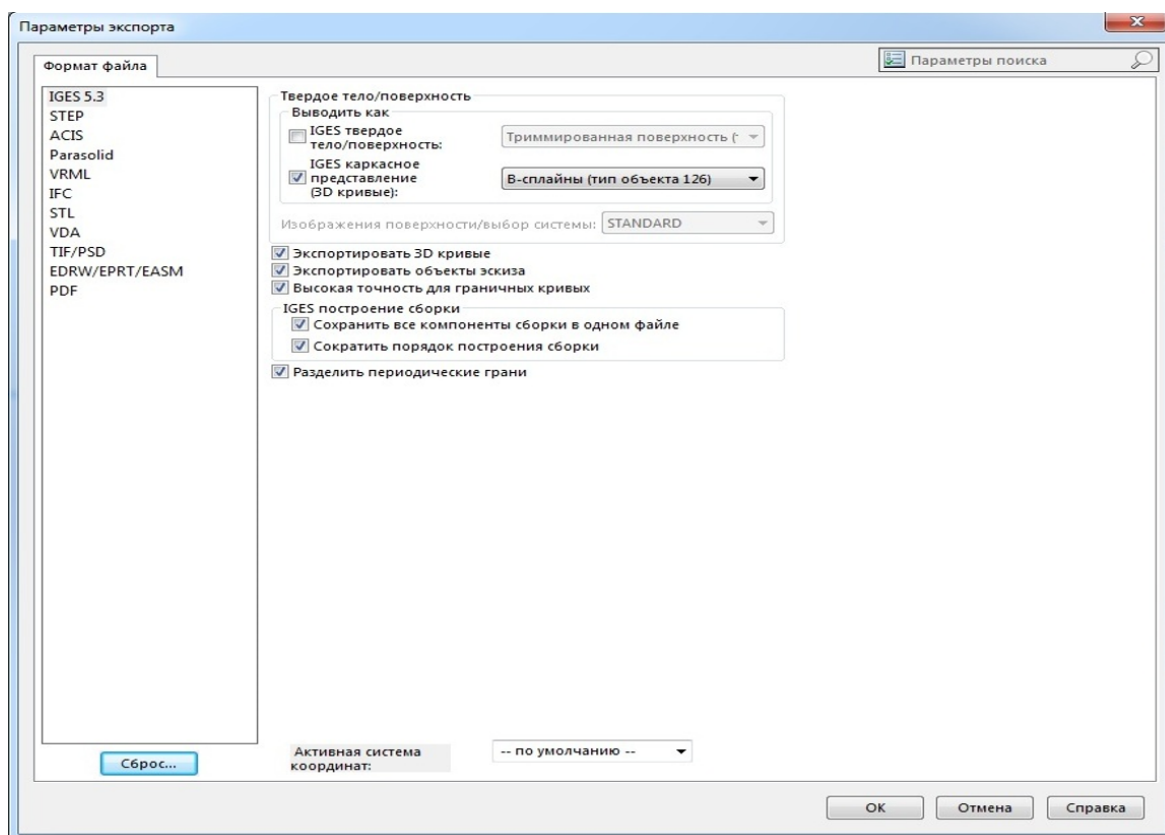 Параметры экспорта
Формат файла
Параметры поиска
IGES 5.3
STEP
ACIS
Parasolid
VRML
IFC
STL
VDA
TIF/PSD
EDRW/EPRT/EASM
PDF
Твердое тело/поверхность
Выводить как
IGES твердое
тело/поверхность:
Триммированная поверхность (
IGES каркасное
представление
(3D кривые):
В-сплайны (тип объекта 126)
Изображения поверхности/выбор системы:
STANDARD
Экспортировать 3D кривые
Экспортировать объекты эскиза
Высокая точность для граничных кривых
IGES построение сборки
Сохранить все компоненты сборки в одном файле
Сократить порядок построения сборки
Разделить периодические грани
Сброс...
Активная система
координат:
-- по умолчанию --
ОК
Отмена
Справка